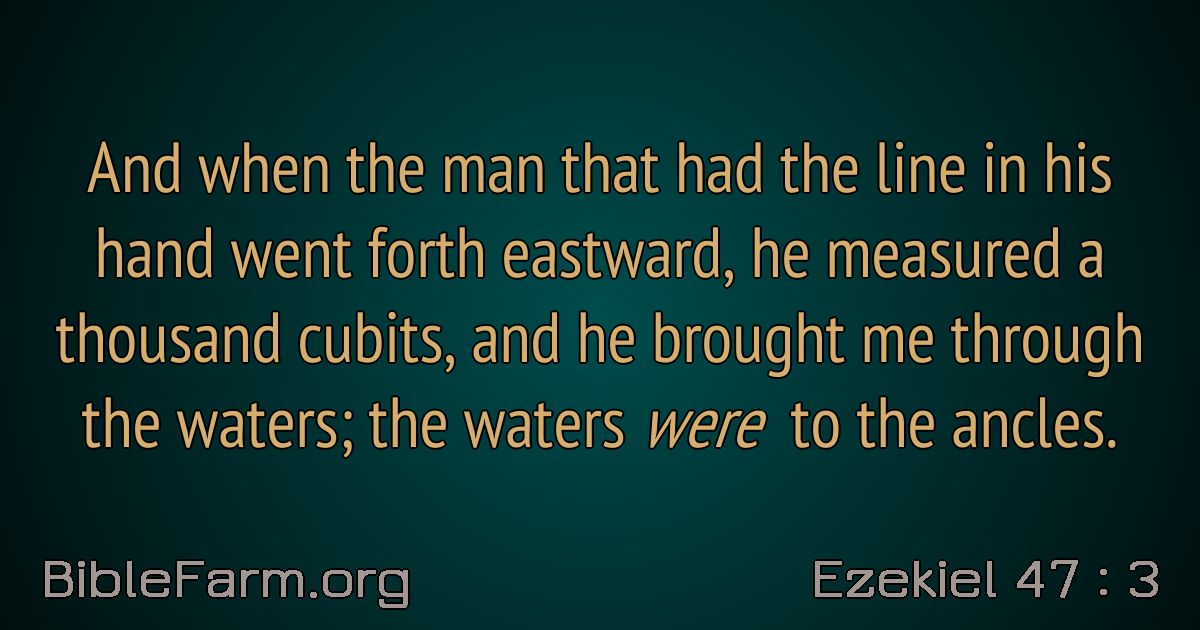 And when the man that had the line in his
hand went forth eastward, he measured a
thousand cubits, and he brought me through
the waters; the waters were to the ancles.
BibleFarm.org
Ezekiel 47 : 3